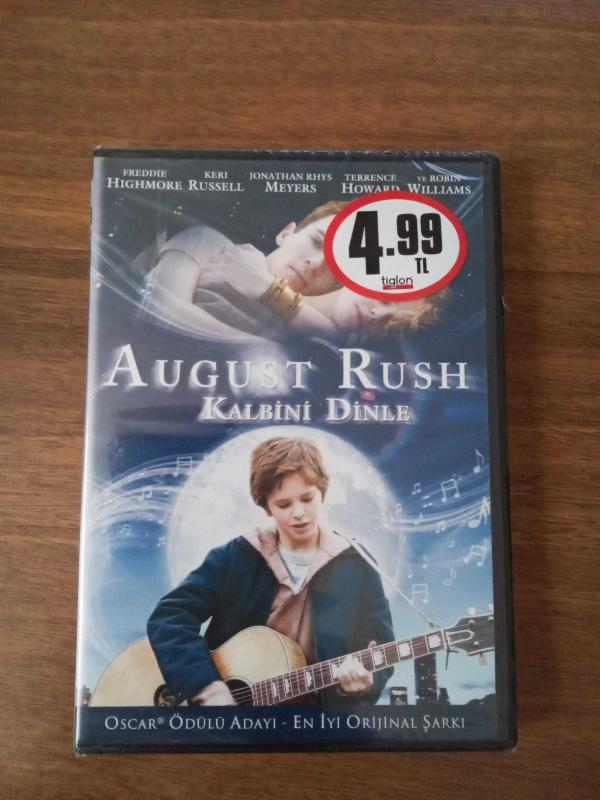 FREDDIE HIGHMORE
KERI RUSSELL
JONATHAN RHYS MEYERS
TERRENCE HOWARD
VE ROBIN WILLIAMS
4.99
TL
tiglon
AUGUST RUSH
KALBİNİ DİNLE
OSCAR® ÖDÜLÜ ADAYI - EN İYİ ORİJİNAL ŞARKI